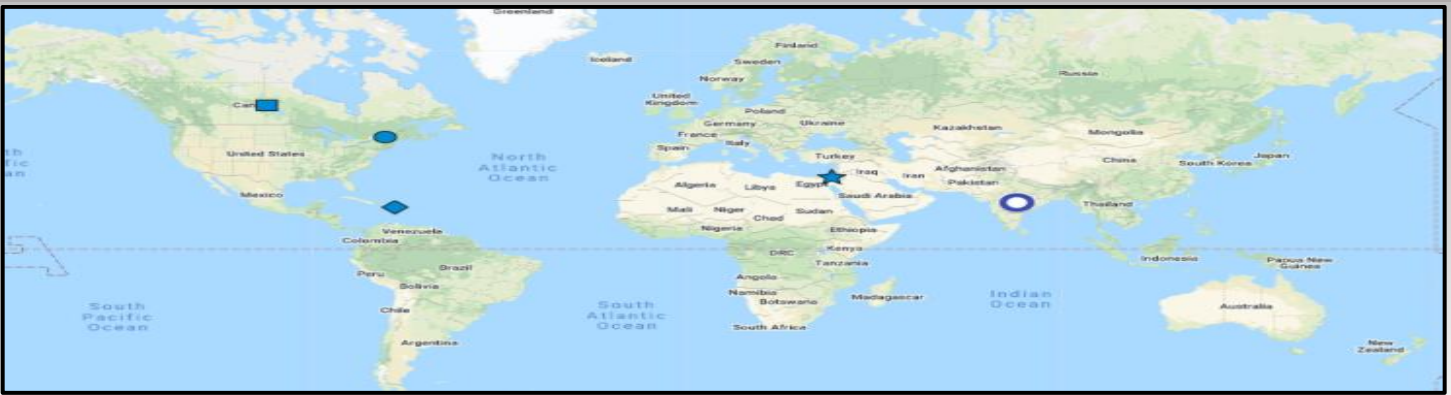 Greenland
Iceland
Finland
Sweden
Norway
Russia
United
Kingdom
Poland
Germany
Ukraine
France
Kazakhstan
Mongolia
Italy
Spain
Turkey
United States
North
Atlantic
Ocean
China
South Korea
Japan
Afghanistan
Iraq
Iran
Pakistan
Algeria
Libya
Egypt
Saudi Arabia
Mexico
Mali
Niger
Chad
Sudan
Thailand
Nigeria
Ethiopia
Venezuela
Colombia
DRC
Kenya
Tanzania
Indonesia
Papua New
Guinea
Peru
Brazil
Bolivia
Angola
Namibia
Botswana
Madagascar
Indian
Ocean
South
Pacific
Ocean
South
Atlantic
Ocean
Chile
Australia
South Africa
Argentina
New
Zealand